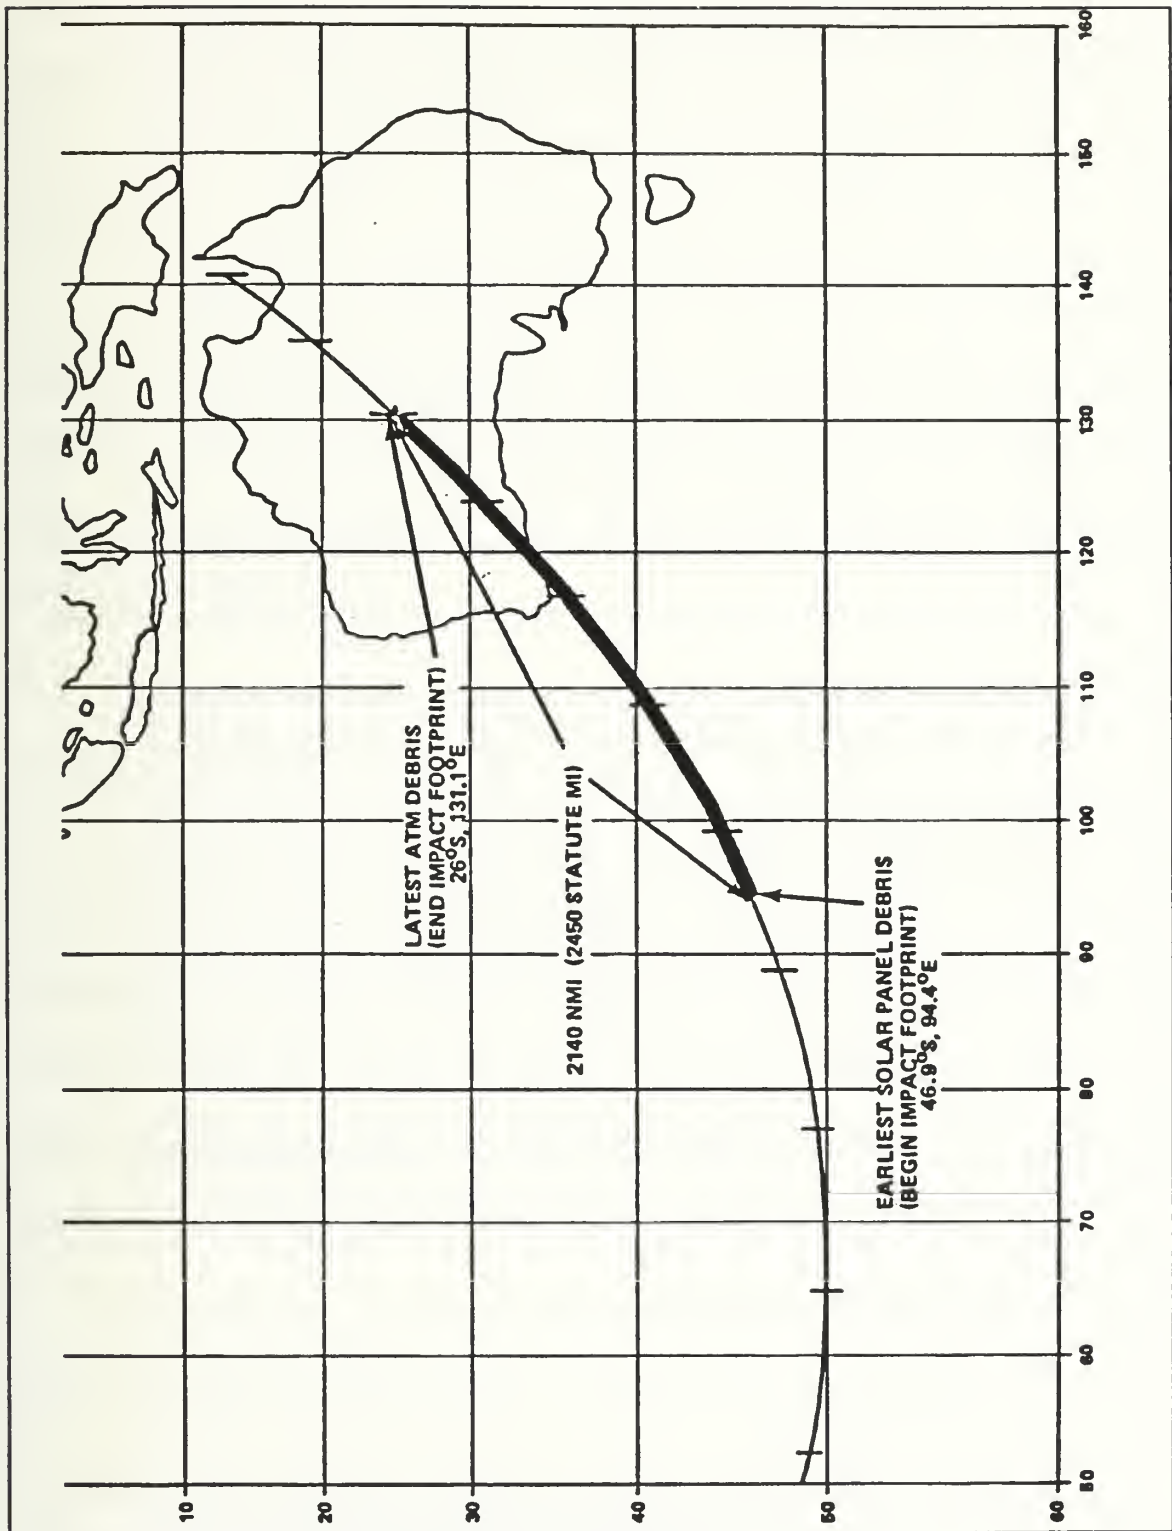 LATEST ATM DEBRIS
(END IMPACT FOOTPRINT)
26°S, 131.1°E
2140 NMI (2450 STATUTE MI)
EARLIEST SOLAR PANEL DEBRIS
(BEGIN IMPACT FOOTPRINT)
46.9°S, 94.4°E
10
20
30
40
50
60
50
60
70
80
90
100
110
120
130
140
150
160